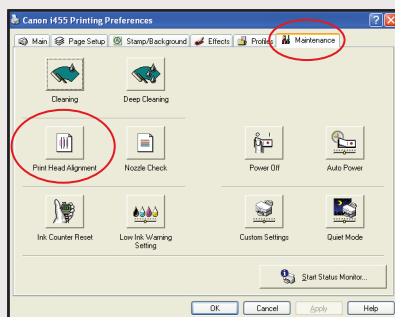 Canon i455 Printing Preferences
Main Page Setup Stamp/Background Effects Profiles Maintenance
Cleaning Deep Cleaning
Print Head Alignment Nozzle Check Power Off Auto Power
Ink Counter Reset Low Ink Warning Setting Custom Settings Quiet Mode
Start Status Monitor...
OK Cancel Apply Help